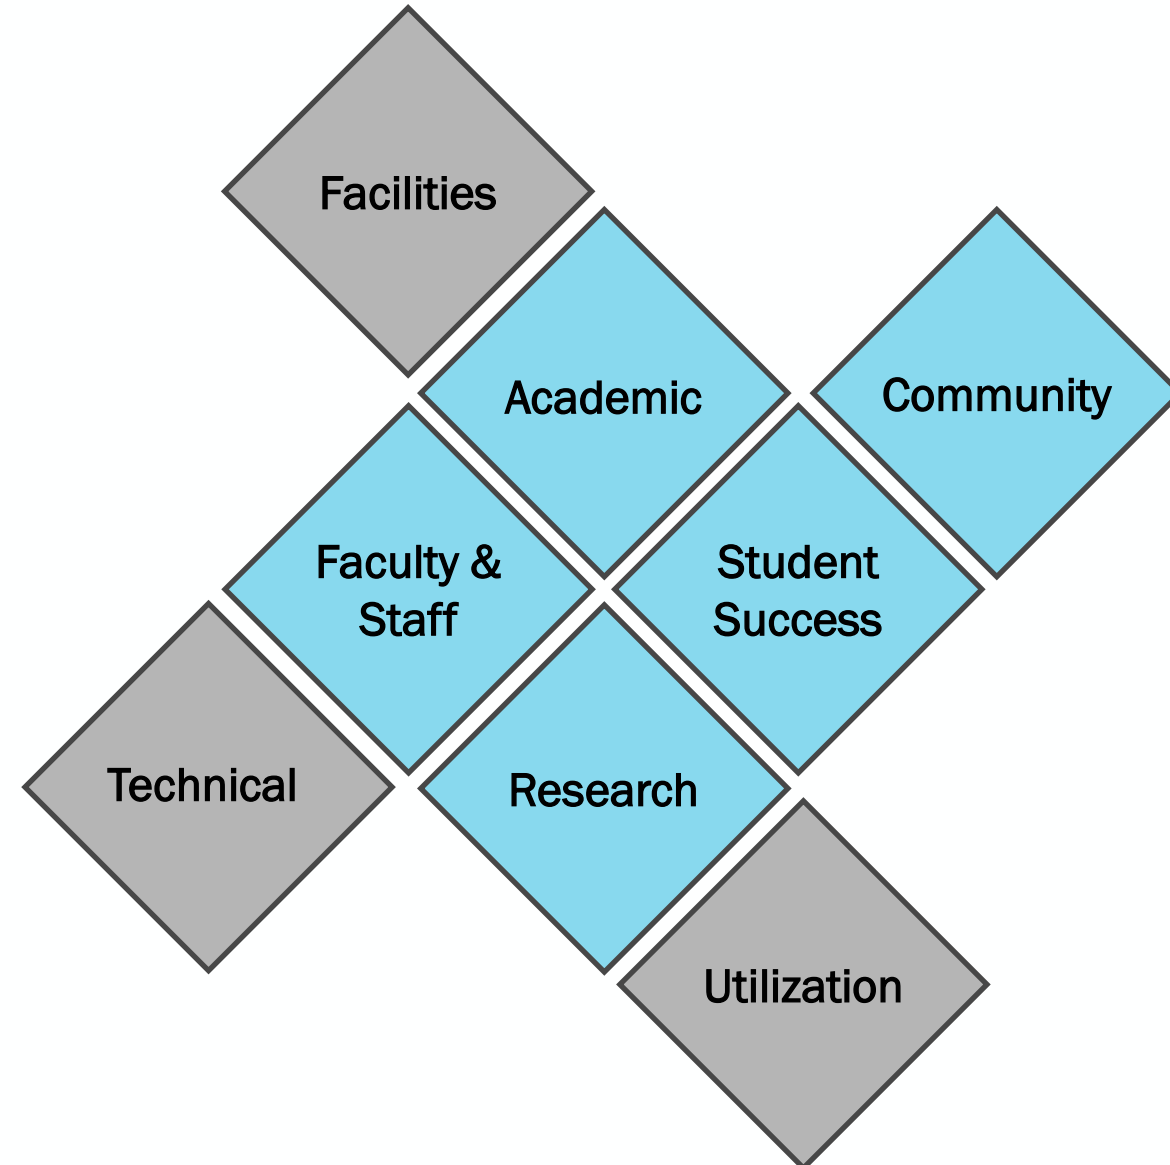 Facilities
Academic
Community
Faculty &
Staff
Student
Success
Technical
Research
Utilization